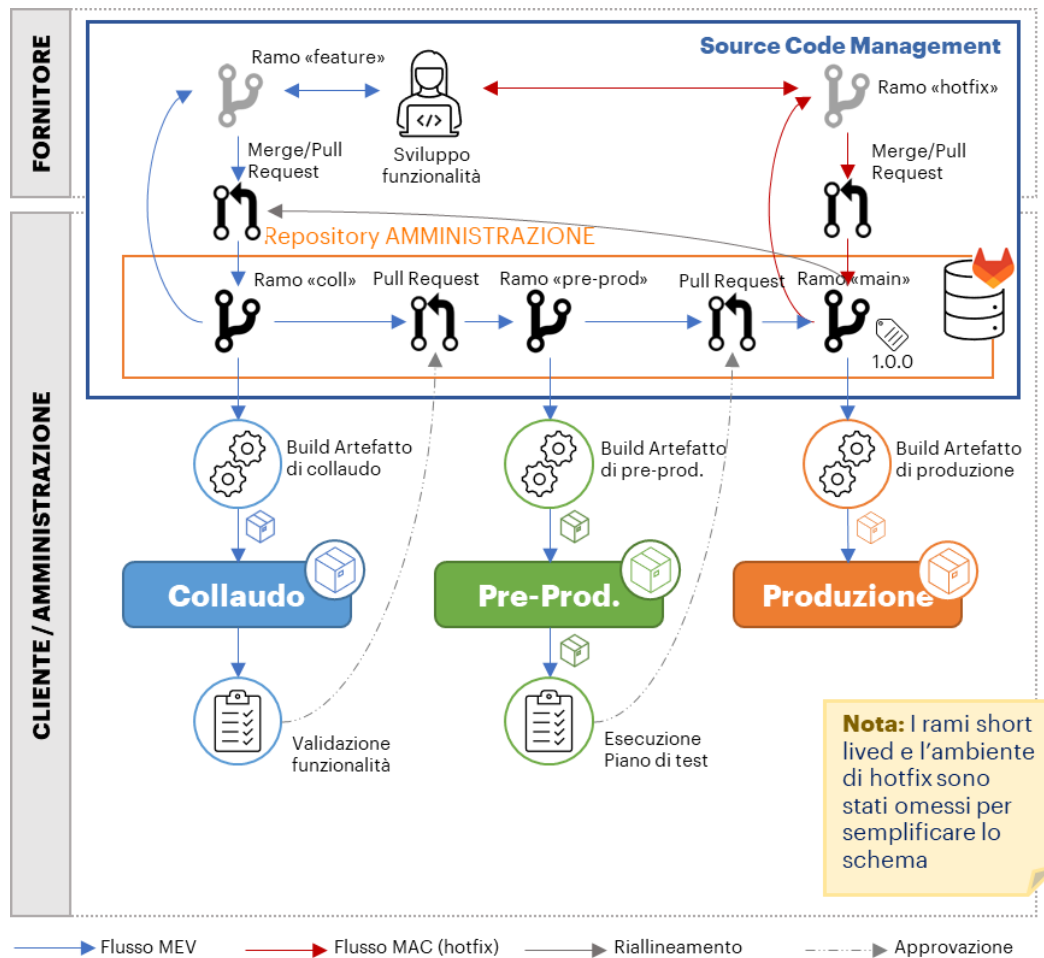 FORNITORE
Source Code Management
Ramo «feature»
Ramo «hotfix»
</>
Sviluppo
funzionalità
Merge/Pull
Request
Merge/Pull
Request
CLIENTE / AMMINISTRAZIONE
Repository AMMINISTRAZIONE
Ramo «coll»
Pull Request
Ramo «pre-prod»
Pull Request
Ramo «main»
1.0.0
Build Artefatto
di collaudo
Build Artefatto
di pre-prod.
Build Artefatto
di produzione
Collaudo
Pre-Prod.
Produzione
Validazione
funzionalità
Esecuzione
Piano di test
Nota: I rami short
lived e l’ambiente
di hotfix sono
stati omessi per
semplificare lo
schema
Flusso MEV
Flusso MAC (hotfix)
Riallineamento
Approvazione